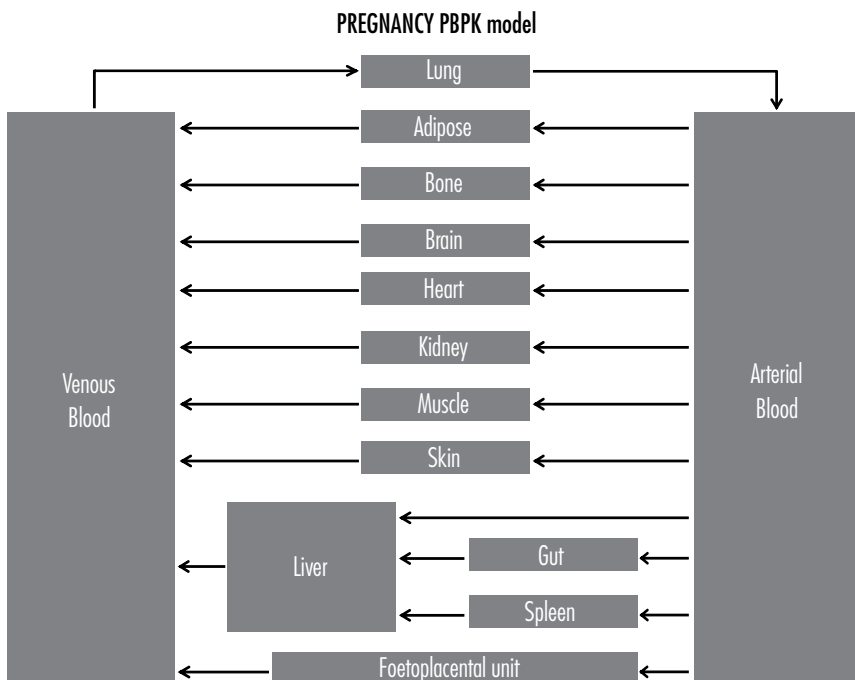 PREGNANCY PBPK model
Lung
Adipose
Bone
Brain
Heart
Kidney
Muscle
Skin
Venous
Blood
Arterial
Blood
Liver
Gut
Spleen
Foetoplacental unit